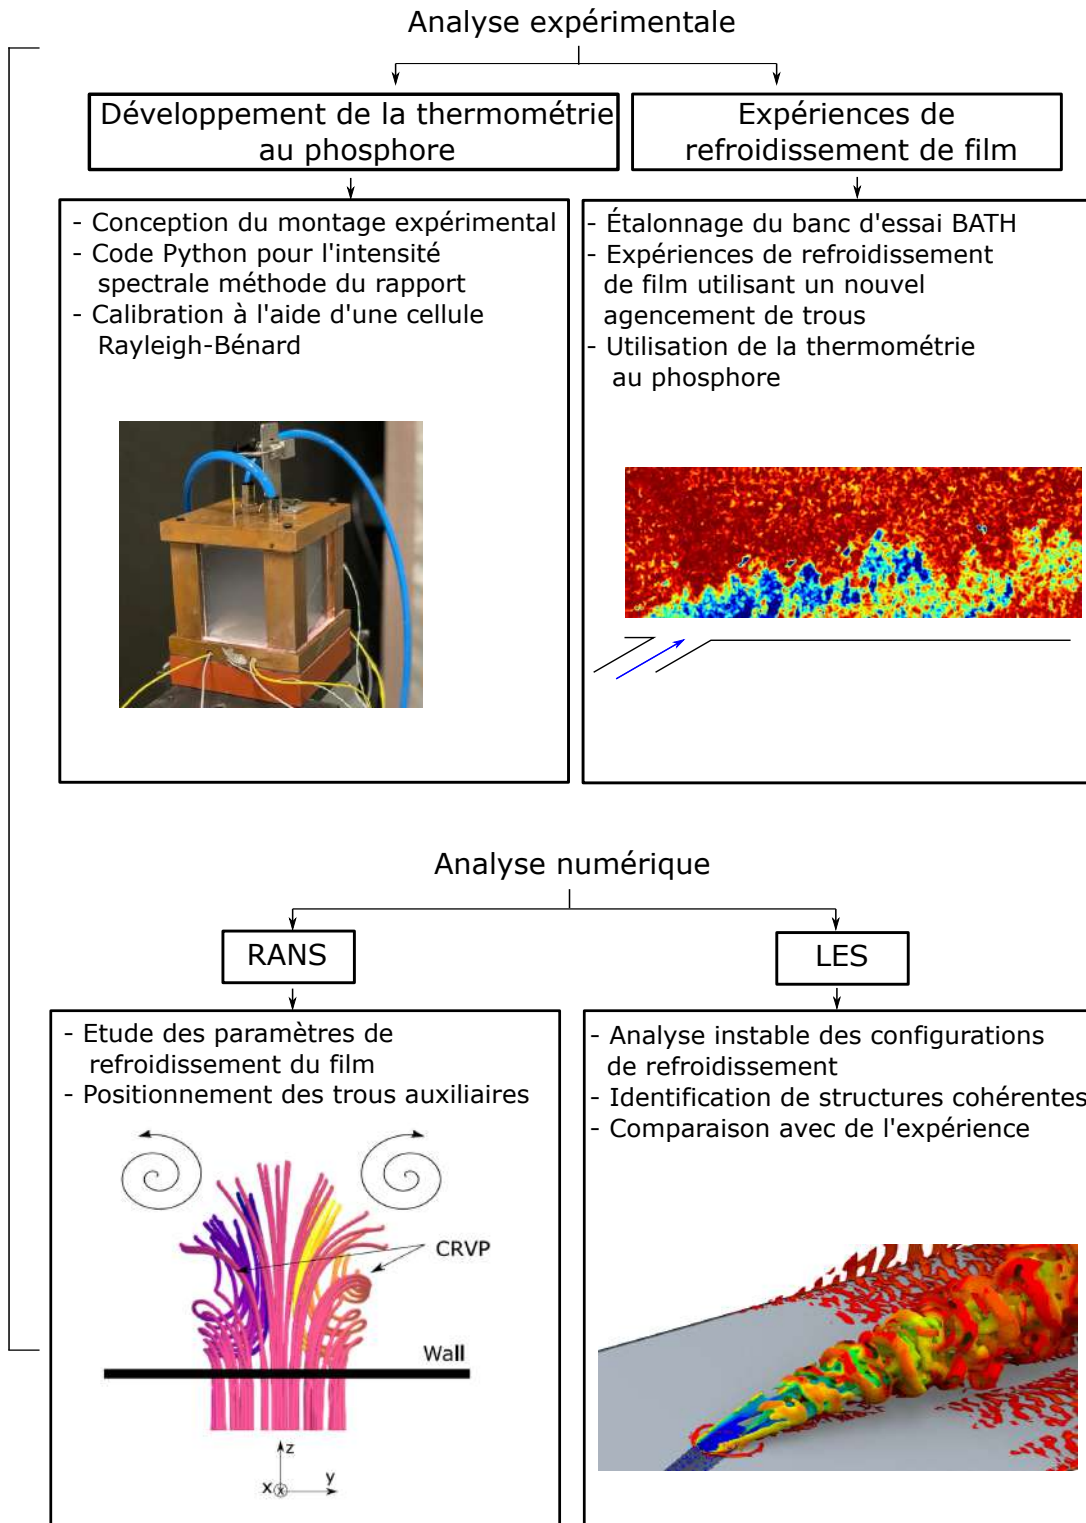 Analyse expérimentale
Développement de la thermométrie
au phosphore
Expériences de
refroidissement de film
- Conception du montage expérimental
- Code Python pour l'intensité
spectrale méthode du rapport
- Calibration à l'aide d'une cellule
Rayleigh-Bénard
- Étalonnage du banc d'essai BATH
- Expériences de refroidissement
de film utilisant un nouvel
agencement de trous
- Utilisation de la thermométrie
au phosphore
Analyse numérique
RANS
LES
- Etude des paramètres de
refroidissement du film
- Positionnement des trous auxiliaires
CRVP
Wall
z
y
x
x
- Analyse instable des configurations
de refroidissement
- Identification de structures cohérentes
- Comparaison avec de l'expérience